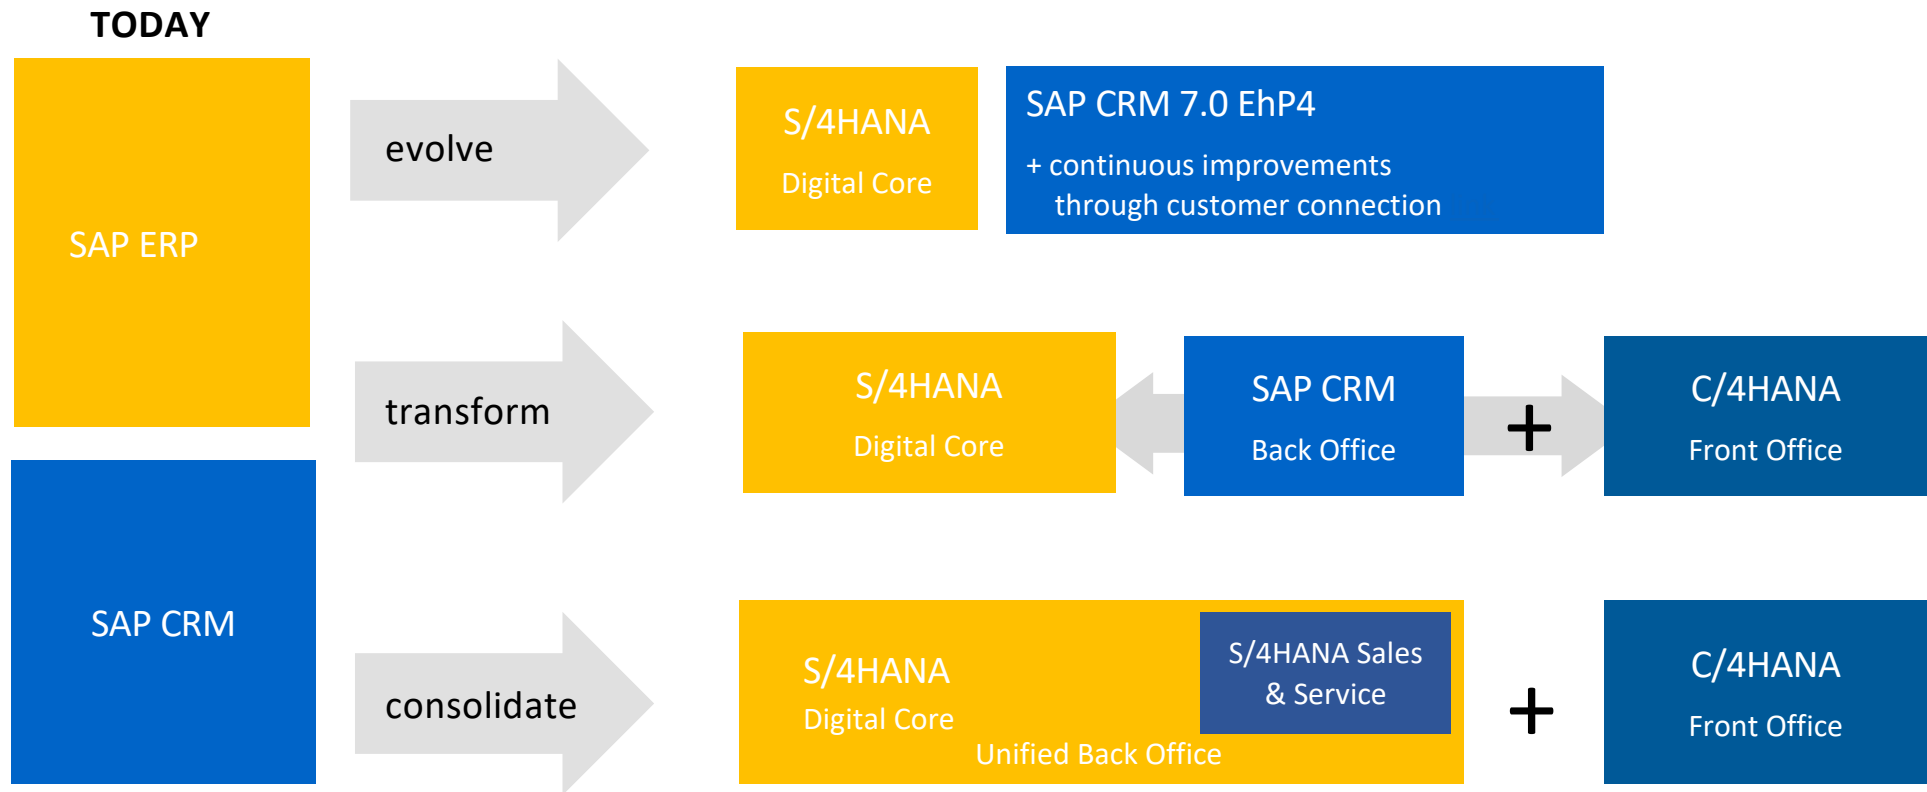 TODAY
SAP ERP
SAP CRM
evolve
S/4HANA
Digital Core
SAP CRM 7.0 EhP4
+ continuous improvements
through customer connection
transform
S/4HANA
Digital Core
SAP CRM
Back Office
+
C/4HANA
Front Office
consolidate
S/4HANA
Digital Core
Unified Back Office
S/4HANA Sales
& Service
+
C/4HANA
Front Office